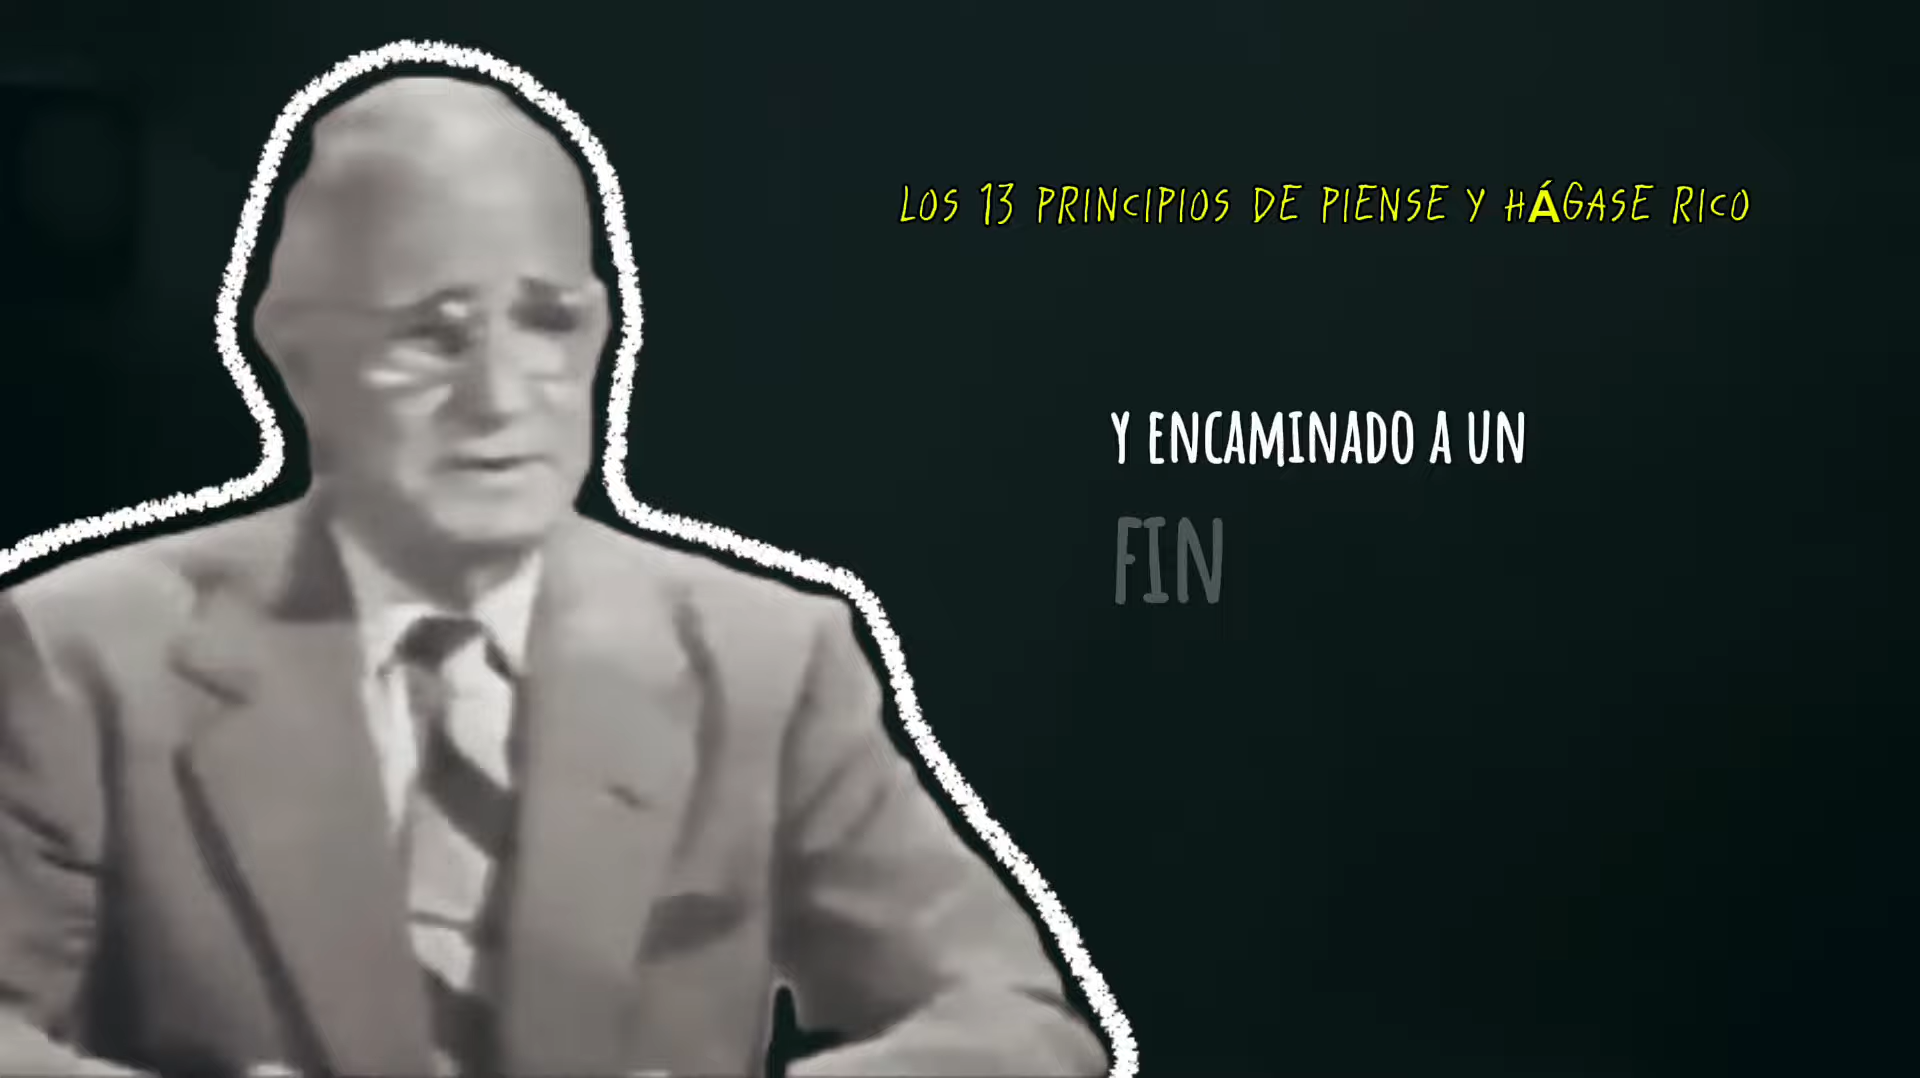 LOS 13 PRINCIPIOS DE PIENSE Y HÁGASE RICO
Y ENCAMINADO A UN
FIN